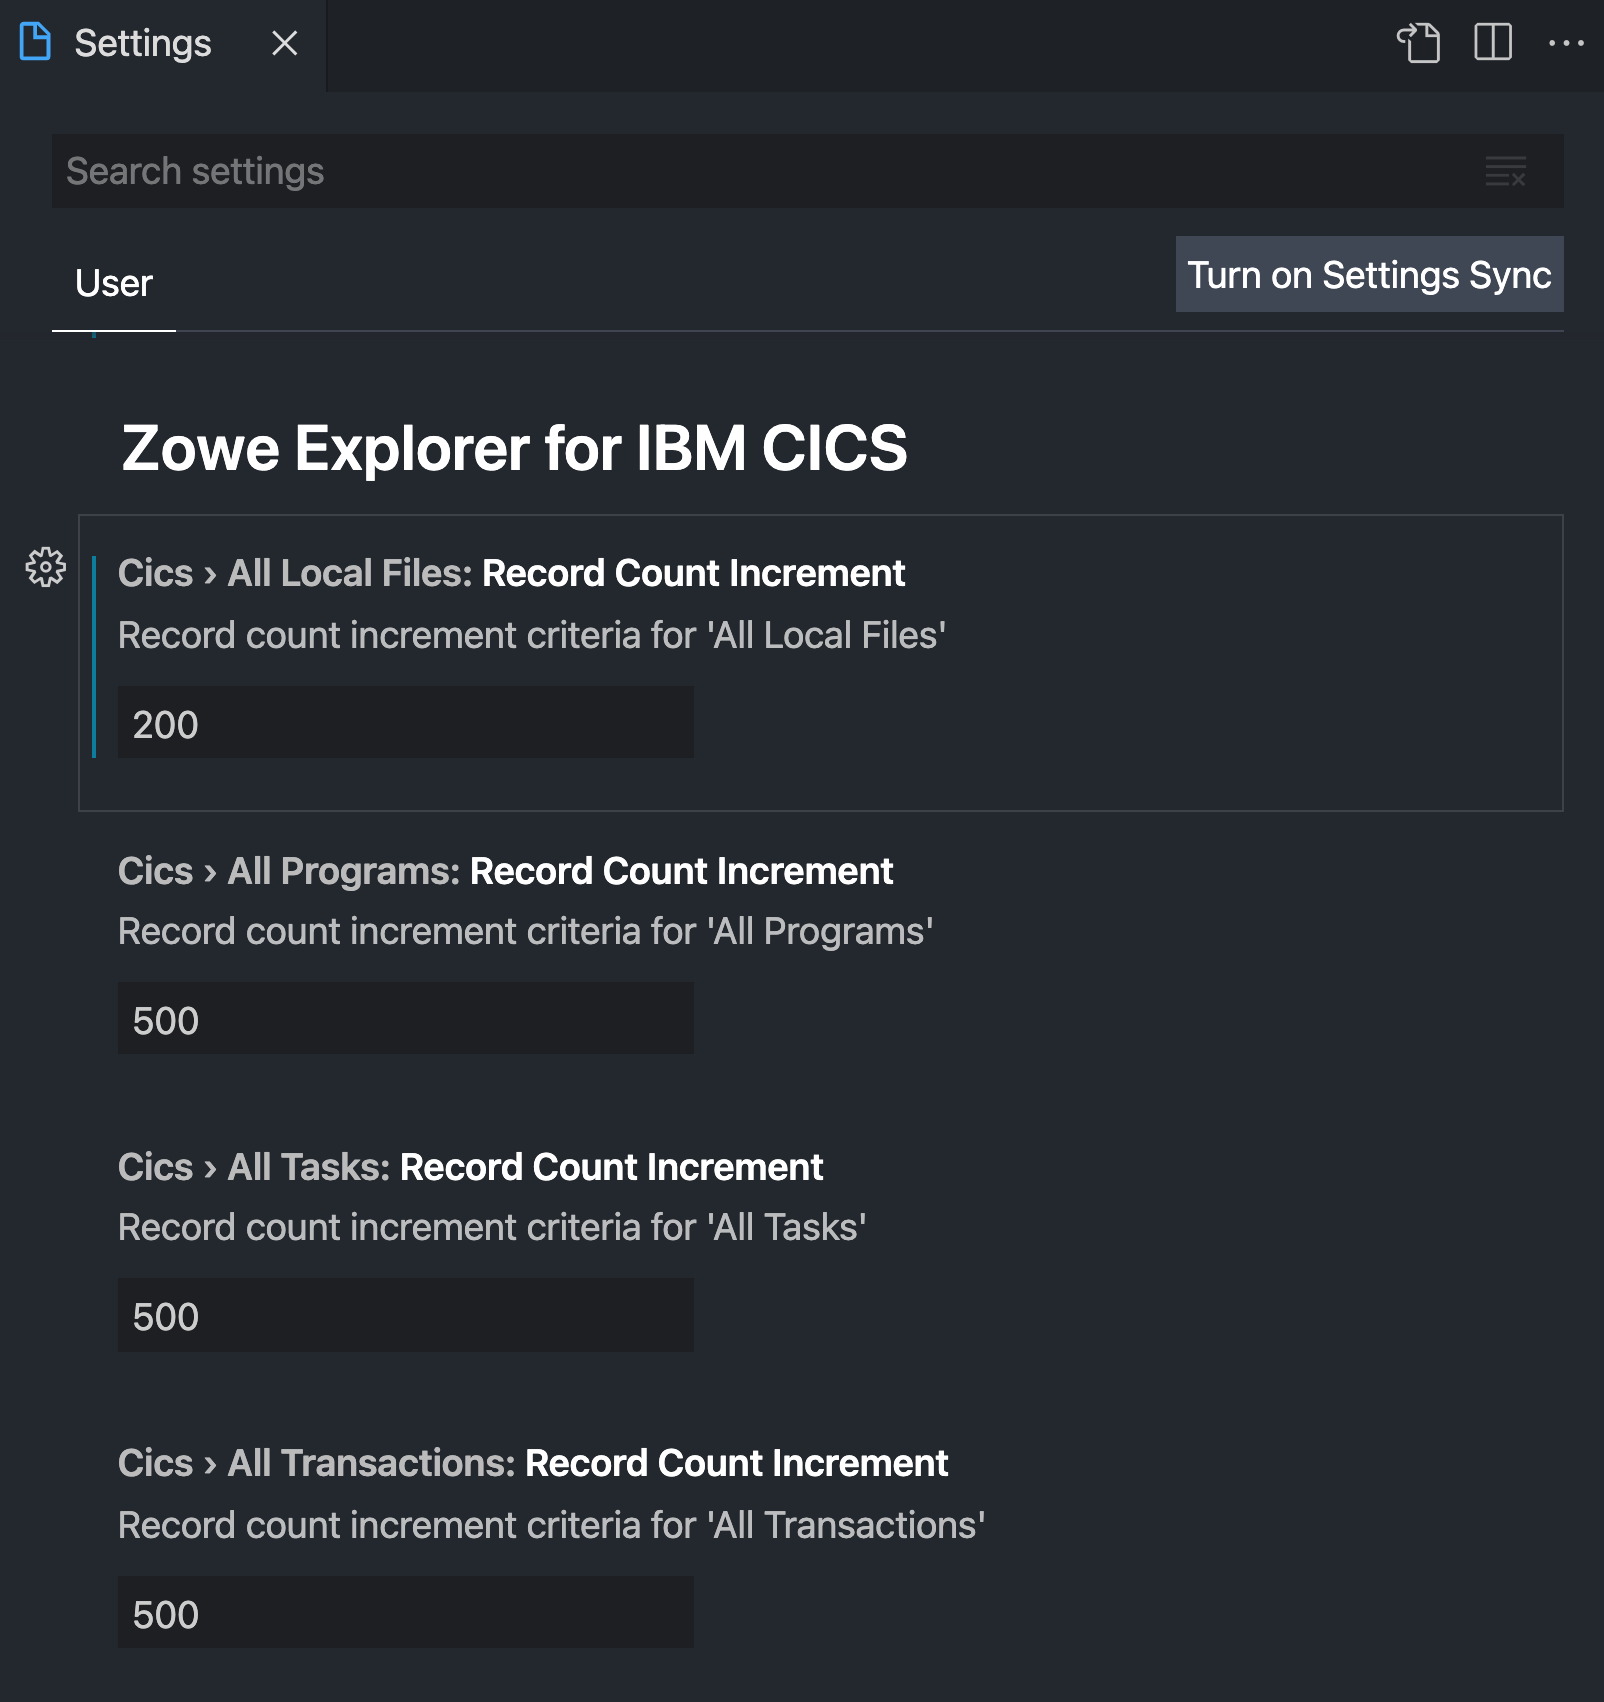 Settings
Search settings
User
Turn on Settings Sync
Zowe Explorer for IBM CICS
Cics › All Local Files: Record Count Increment
Record count increment criteria for 'All Local Files'
200
Cics › All Programs: Record Count Increment
Record count increment criteria for 'All Programs'
500
Cics › All Tasks: Record Count Increment
Record count increment criteria for 'All Tasks'
500
Cics › All Transactions: Record Count Increment
Record count increment criteria for 'All Transactions'
500